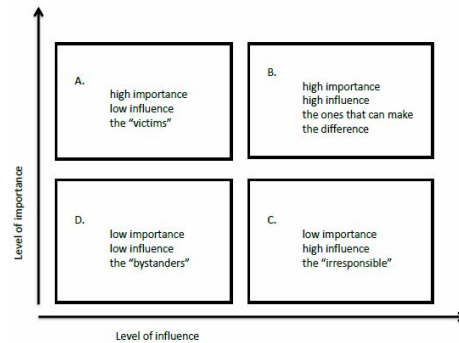 A.
high importance
low influence
the “victims”
B.
high importance
high influence
the ones that can make
the difference
D.
low importance
low influence
the “bystanders”
C.
low importance
high influence
the “irresponsible”
Level of importance
Level of influence